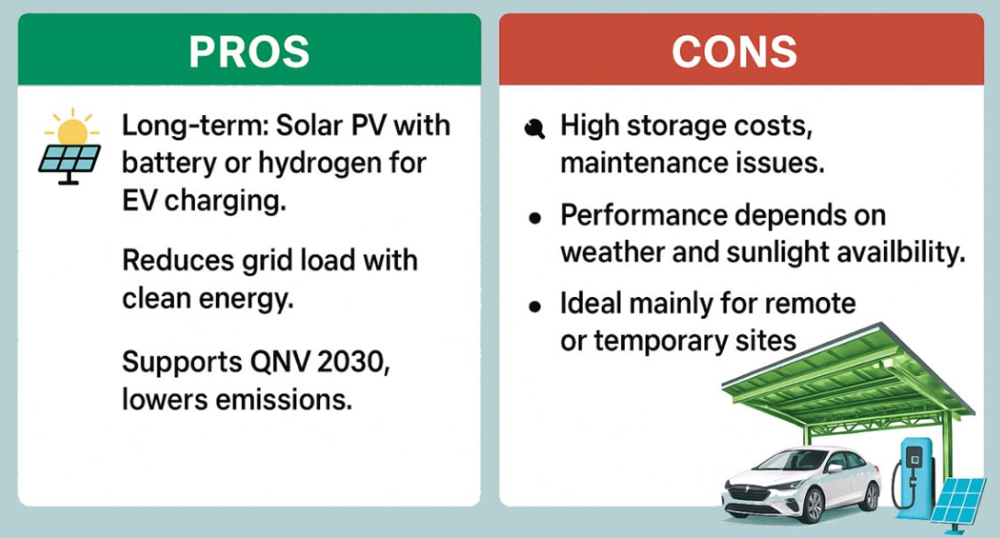 PROS
Long-term: Solar PV with
battery or hydrogen for
EV charging.
Reduces grid load with
clean energy.
Supports QNV 2030,
lowers emissions.
CONS
High storage costs,
maintenance issues.
• Performance depends on
weather and sunlight availbility.
• Ideal mainly for remote
or temporary sites